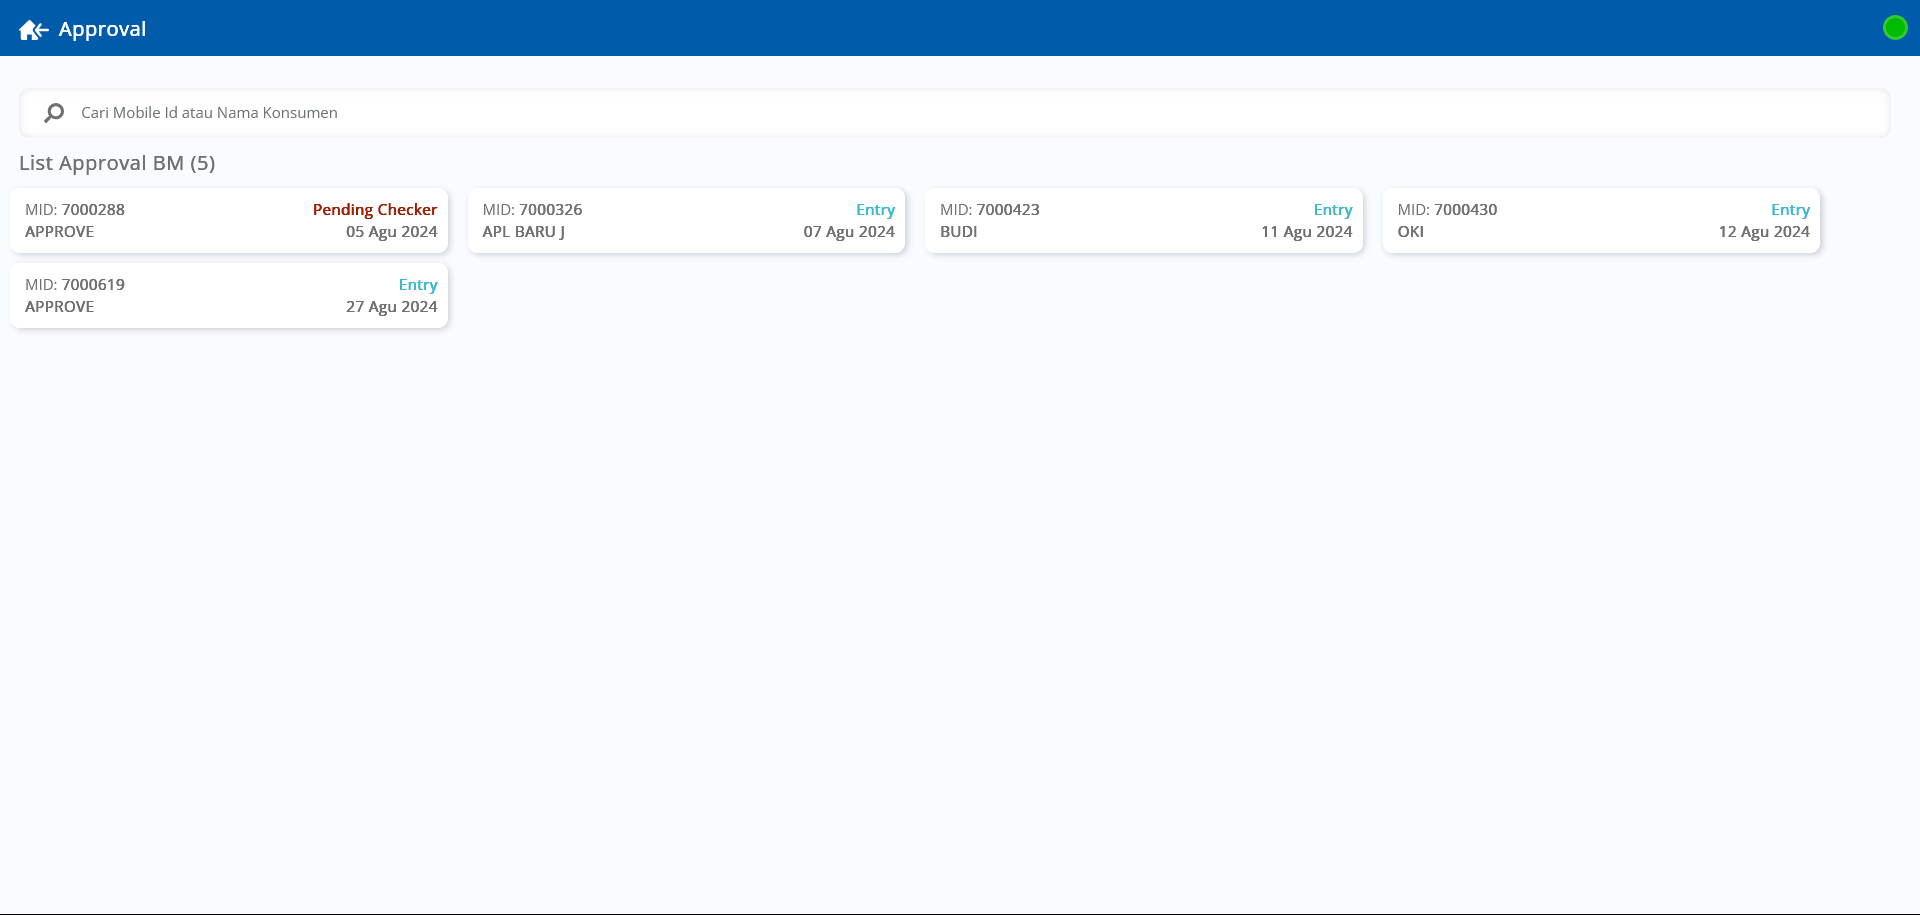 Approval
Cari Mobile Id atau Nama Konsumen
List Approval BM (5)
MID: 7000288 Pending Checker
APPROVE 05 Agu 2024
MID: 7000326 Entry
APL BARU J 07 Agu 2024
MID: 7000423 Entry
BUDI 11 Agu 2024
MID: 7000430 Entry
OKI 12 Agu 2024
MID: 7000619 Entry
APPROVE 27 Agu 2024